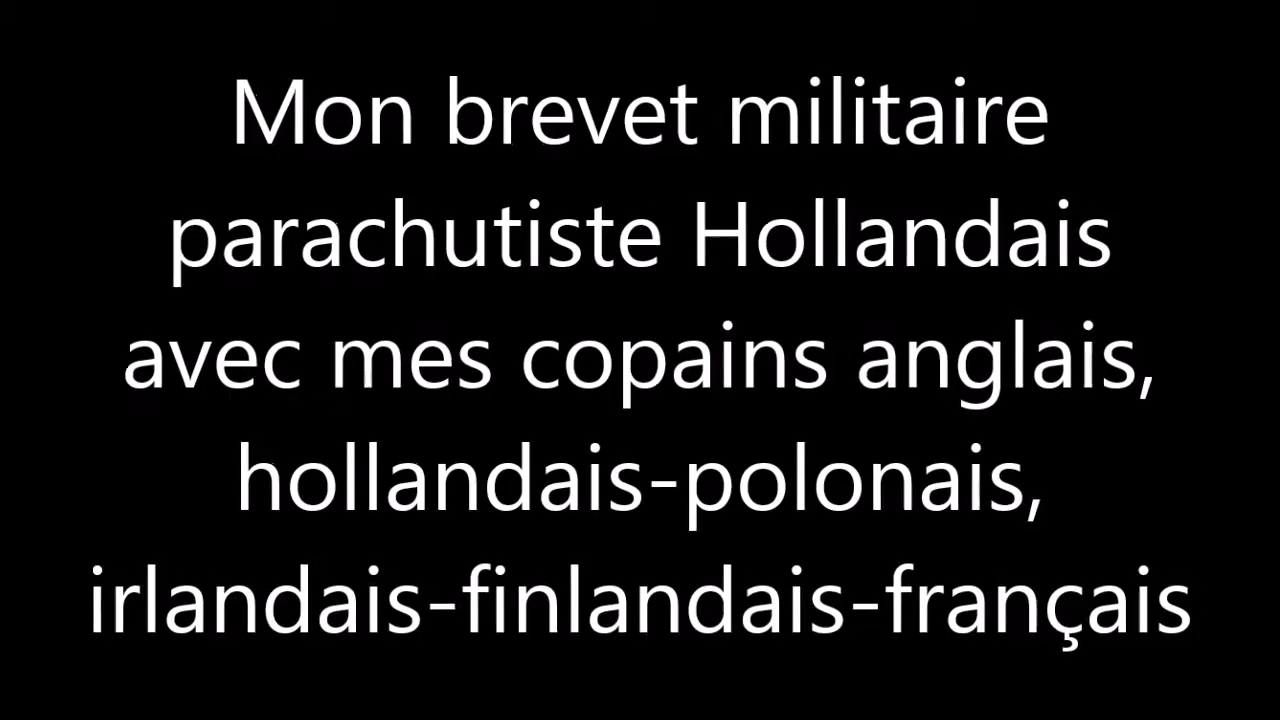 Mon brevet militaire
parachutiste Hollandais
avec mes copains anglais,
hollandais-polonais,
irlandais-finlandais-français